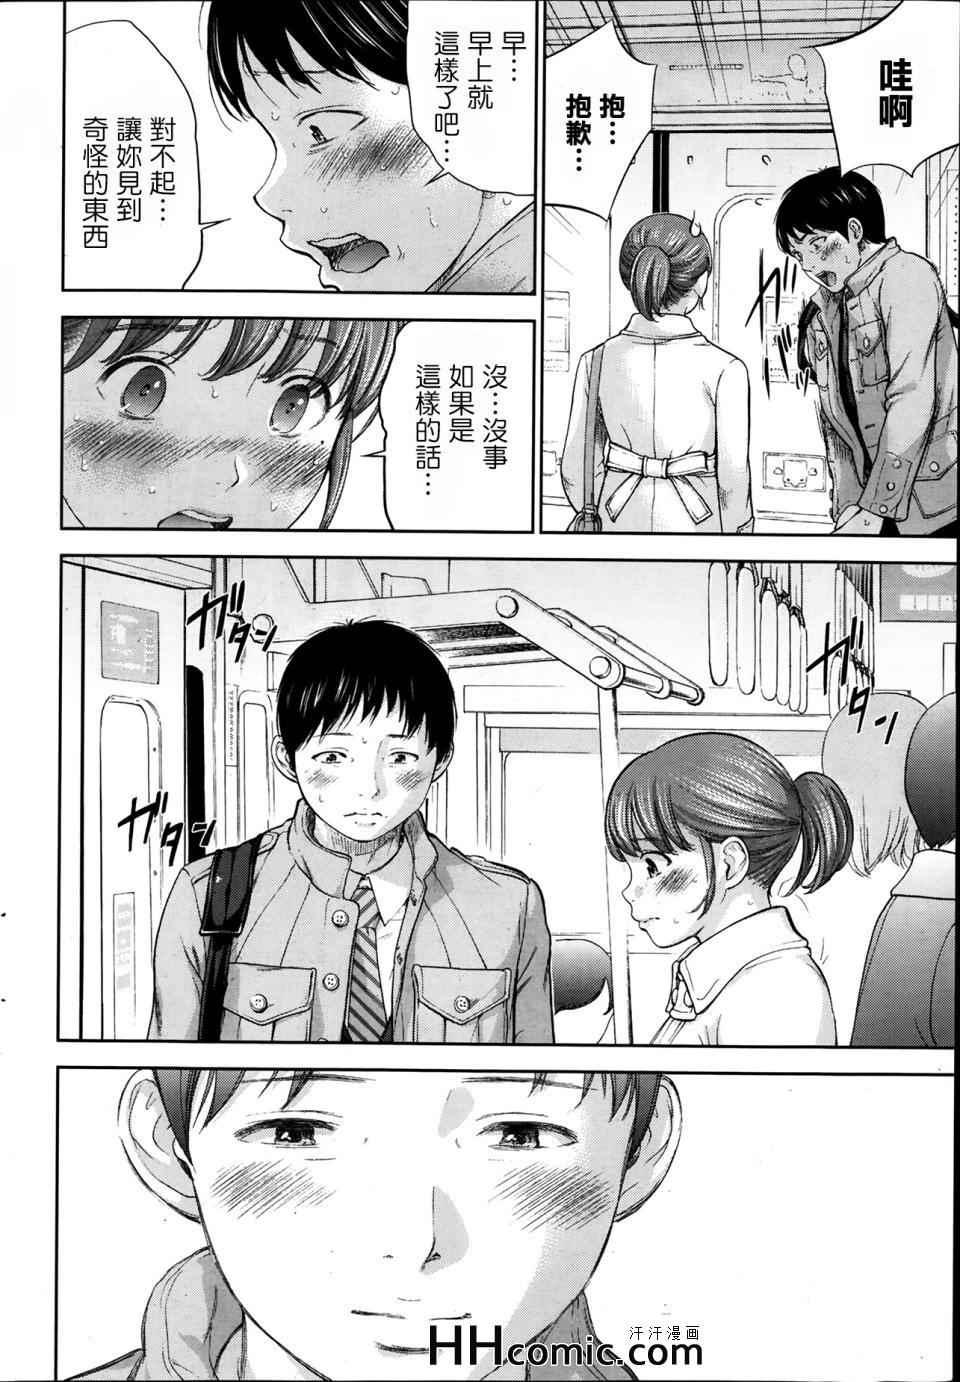 哇啊
抱…
抱歉…
早…
早上就
這樣了吧…
對不起…
讓妳見到
奇怪的東西
沒…沒事
如果是
這樣的話…
ガタン
ガタン
ガタン
汗汗漫画
HHcomic.com